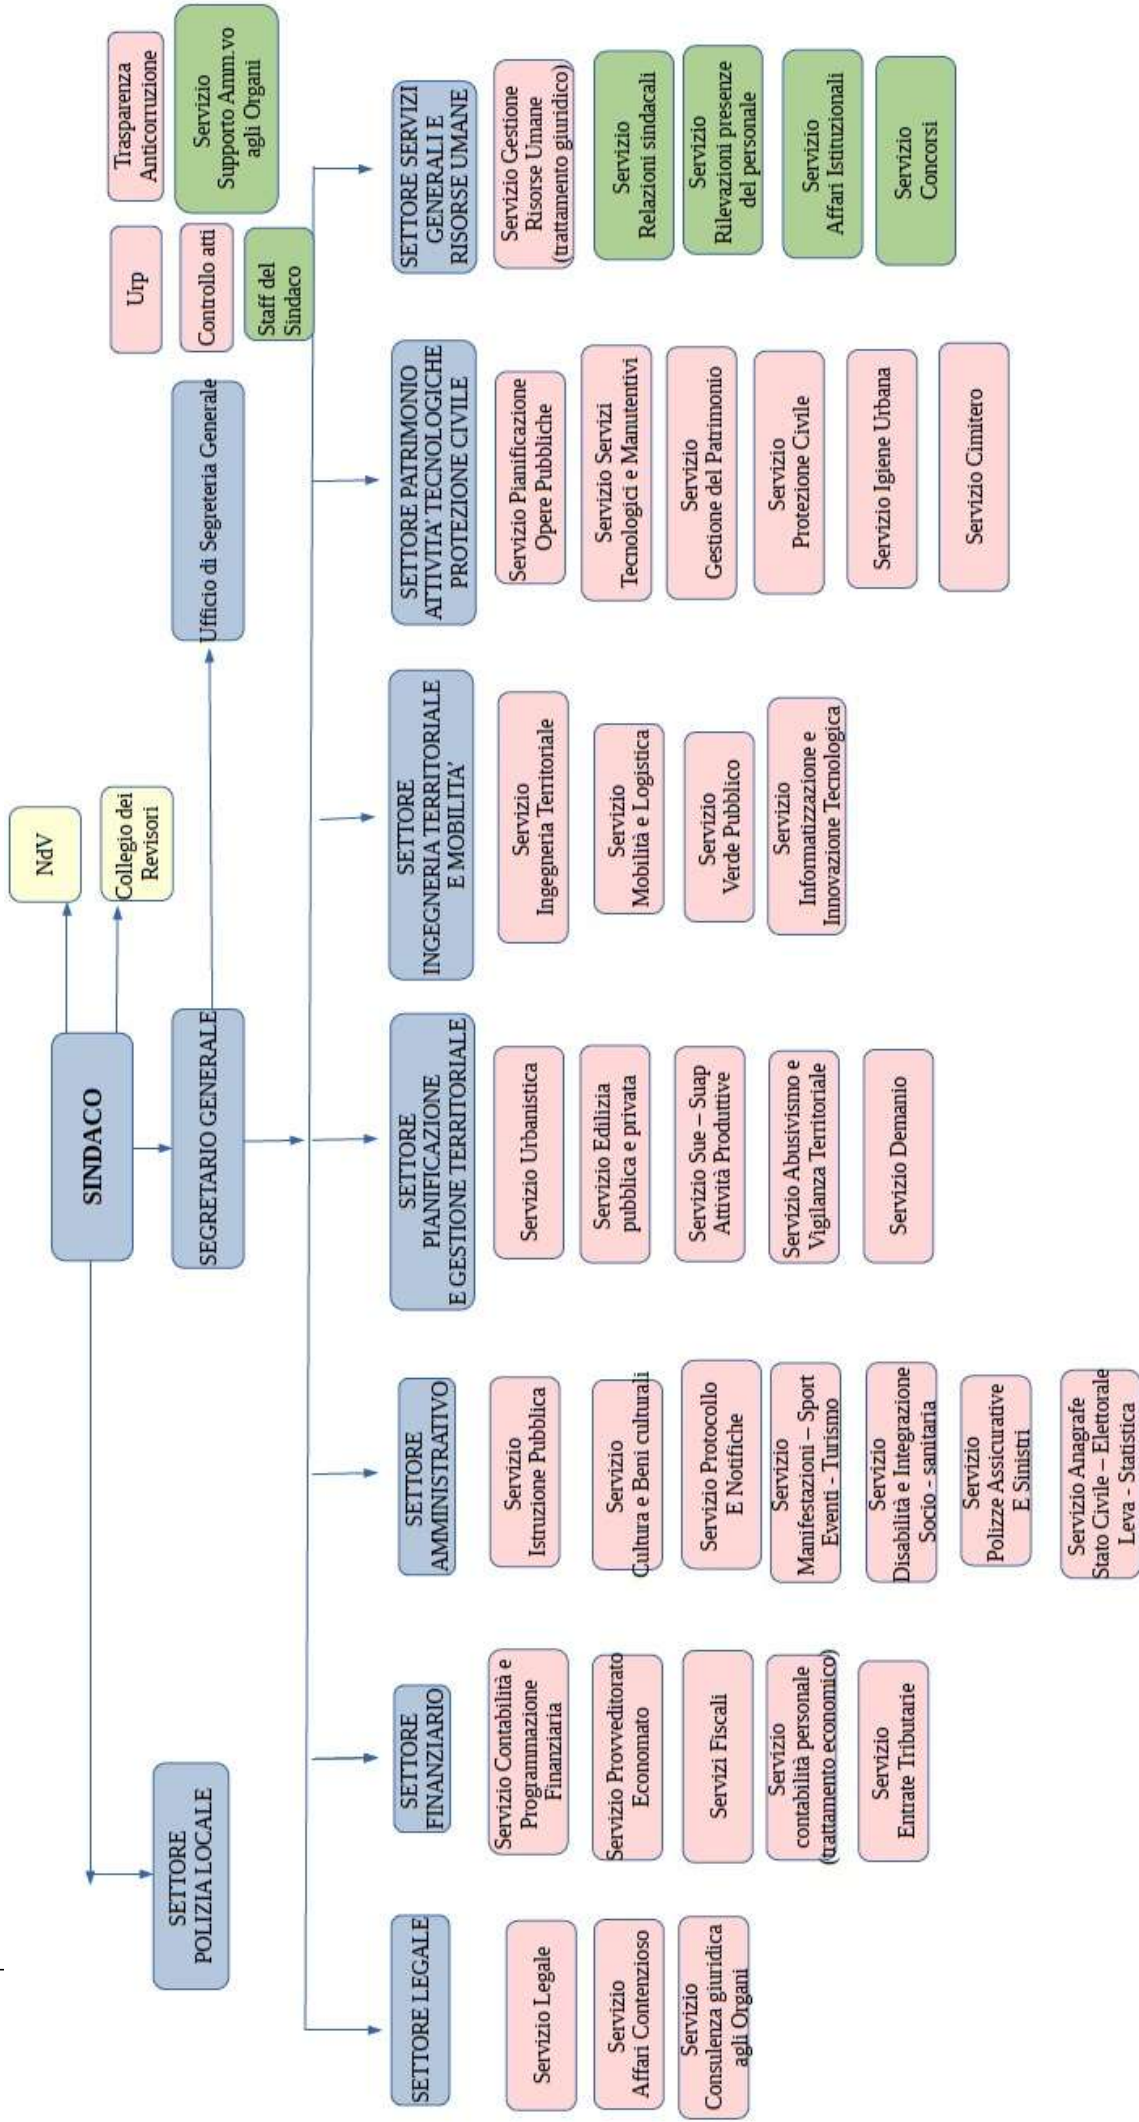 NdV
Collegio dei
Revisori
SINDACO
SEGRETARIO GENERALE
Ufficio di Segreteria Generale
Urp
Controllo atti
Staff del
Sindaco
Trasparenza
Anticorruzione
Servizio
Supporto Amm.vo
agli Organi
SETTORE
POLIZIA LOCALE
SETTORE LEGALE
Servizio Legale
Servizio
Affari Contenzioso
Servizio
Consulenza giuridica
agli Organi
SETTORE
FINANZIARIO
Servizio Contabilità e
Programmazione
Finanziaria
Servizio Provveditorato
Economato
Servizi Fiscali
Servizio
contabilità personale
(trattamento economico)
Servizio
Entrate Tributarie
SETTORE
AMMINISTRATIVO
Servizio
Istruzione Pubblica
Servizio
Cultura e Beni culturali
Servizio Protocollo
E Notifiche
Servizio
Manifestazioni – Sport
Eventi - Turismo
Servizio
Disabilità e Integrazione
Socio - sanitaria
Servizio
Polizze Assicurative
E Sinistri
Servizio Anagrafe
Stato Civile – Elettorale
Leva - Statistica
SETTORE
PIANIFICAZIONE
E GESTIONE TERRITORIALE
Servizio Urbanistica
Servizio Edilizia
pubblica e privata
Servizio Sue – Suap
Attività Produttive
Servizio Abusivismo e
Vigilanza Territoriale
Servizio Demanio
SETTORE
INGEGNERIA TERRITORIALE
E MOBILITA’
Servizio
Ingegneria Territoriale
Servizio
Mobilità e Logistica
Servizio
Verde Pubblico
Servizio
Informatizzazione e
Innovazione Tecnologica
SETTORE PATRIMONIO
ATTIVITA’ TECNOLOGICHE
PROTEZIONE CIVILE
Servizio Pianificazione
Opere Pubbliche
Servizio Servizi
Tecnologici e Manutentivi
Servizio
Gestione del Patrimonio
Servizio
Protezione Civile
Servizio Igiene Urbana
Servizio Cimitero
SETTORE SERVIZI
GENERALI E
RISORSE UMANE
Servizio Gestione
Risorse Umane
(trattamento giuridico)
Servizio
Relazioni sindacali
Servizio
Rilevazioni presenze
del personale
Servizio
Affari Istituzionali
Servizio
Concorsi